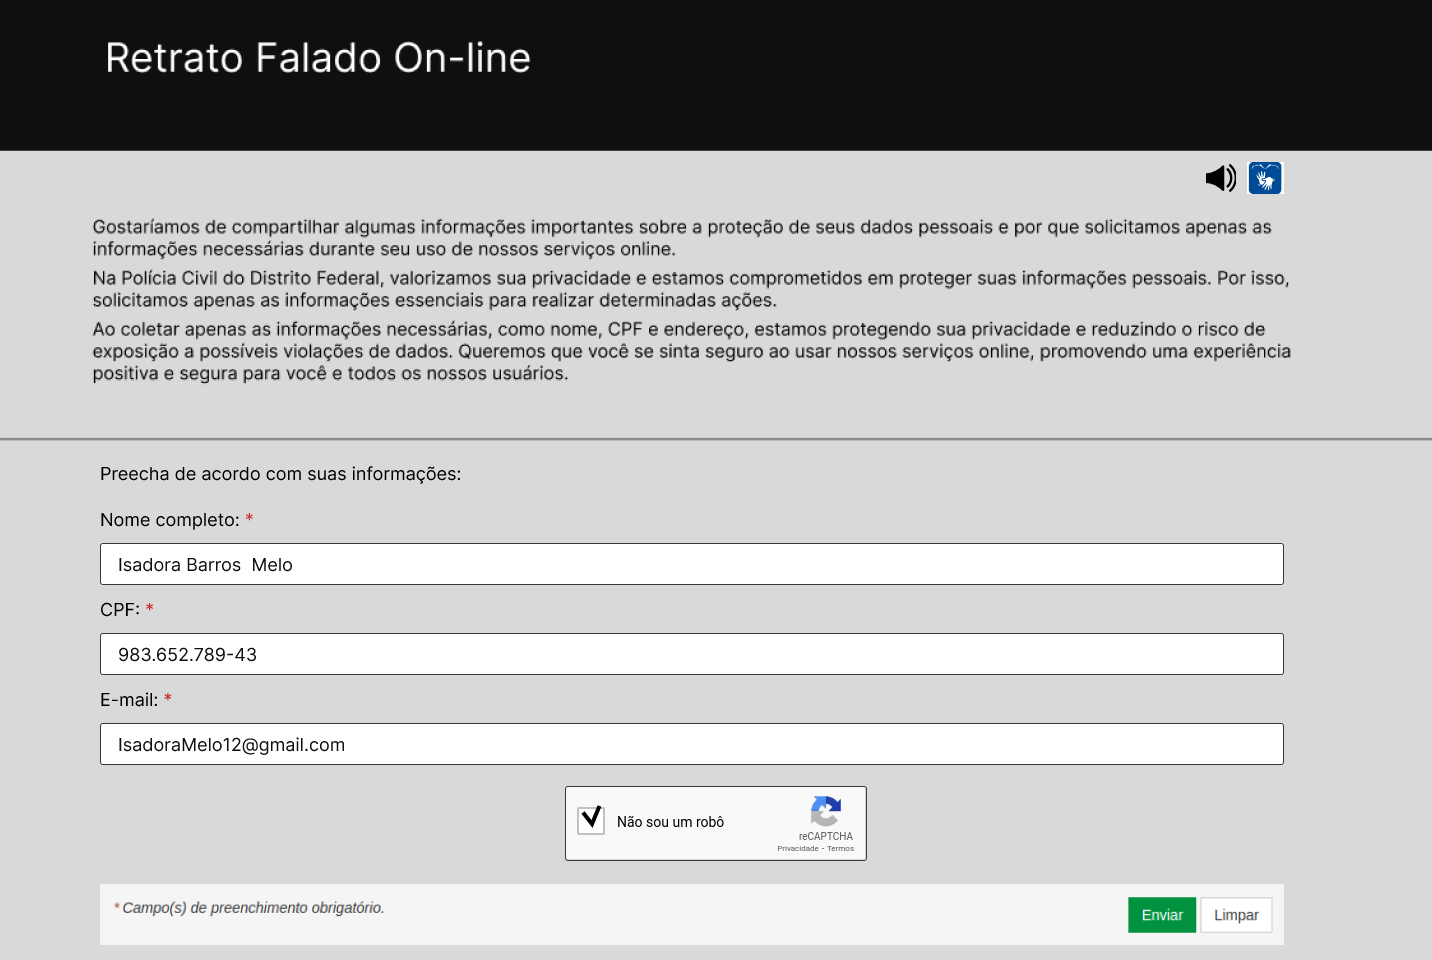 Retrato Falado On-line
Gostaríamos de compartilhar algumas informações importantes sobre a proteção de seus dados pessoais e por que solicitamos apenas as
informações necessárias durante seu uso de nossos serviços online.
Na Polícia Civil do Distrito Federal, valorizamos sua privacidade e estamos comprometidos em proteger suas informações pessoais. Por isso,
solicitamos apenas as informações essenciais para realizar determinadas ações.
Ao coletar apenas as informações necessárias, como nome, CPF e endereço, estamos protegendo sua privacidade e reduzindo o risco de
exposição a possíveis violações de dados. Queremos que você se sinta seguro ao usar nossos serviços online, promovendo uma experiência
positiva e segura para você e todos os nossos usuários.
Preecha de acordo com suas informações:
Nome completo: *
Isadora Barros  Melo
CPF: *
983.652.789-43
E-mail: *
IsadoraMelo12@gmail.com
Não sou um robô
reCAPTCHA
Privacidade - Termos
* Campo(s) de preenchimento obrigatório.
Enviar Limpar